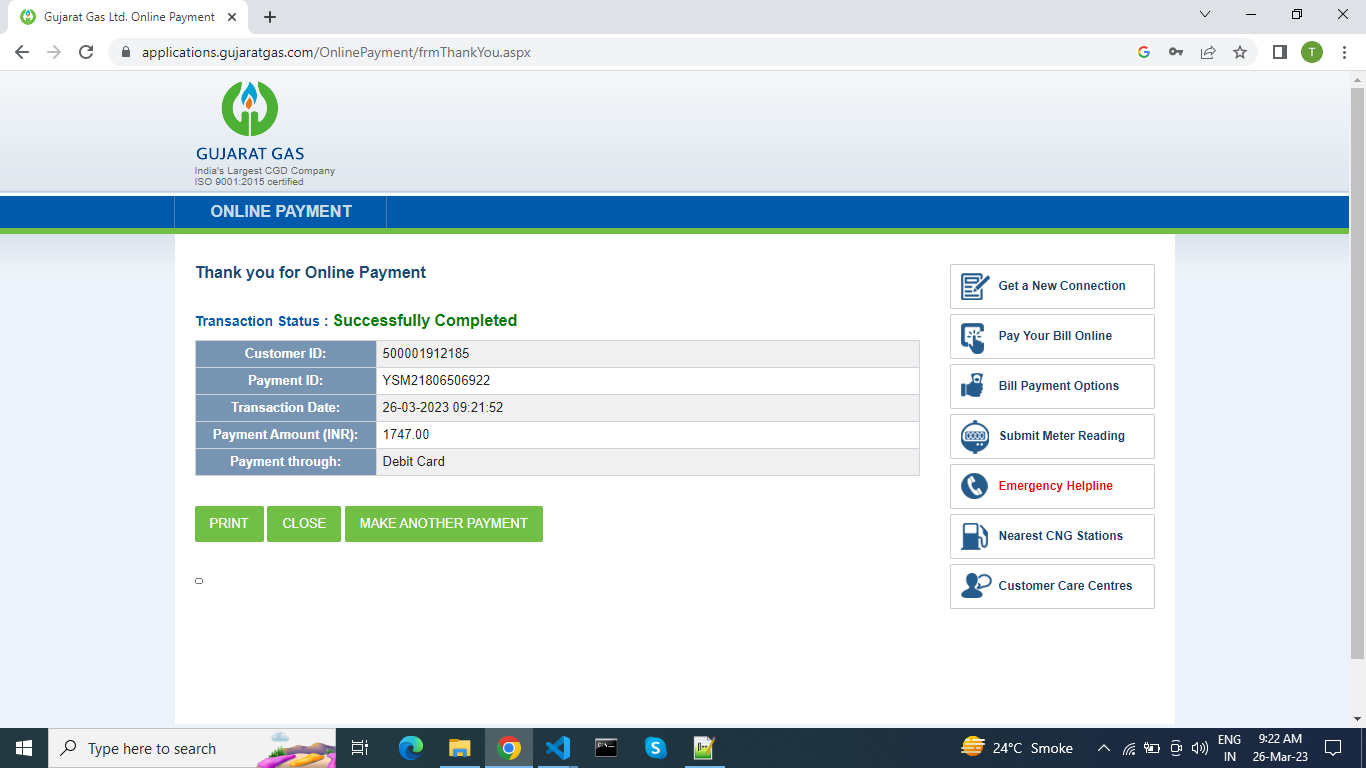 Gujarat Gas Ltd. Online Payment
applications.gujaratgas.com/OnlinePayment/frmThankYou.aspx
T
GUJARAT GAS
India's Largest CGD Company
ISO 9001:2015 certified
ONLINE PAYMENT
Thank you for Online Payment
Transaction Status : Successfully Completed
Customer ID: 500001912185
Payment ID: YSM21806506922
Transaction Date: 26-03-2023 09:21:52
Payment Amount (INR): 1747.00
Payment through: Debit Card
PRINT CLOSE MAKE ANOTHER PAYMENT
Get a New Connection
Pay Your Bill Online
Bill Payment Options
Submit Meter Reading
Emergency Helpline
Nearest CNG Stations
Customer Care Centres
Type here to search
24°C Smoke
ENG
IN
9:22 AM
26-Mar-23